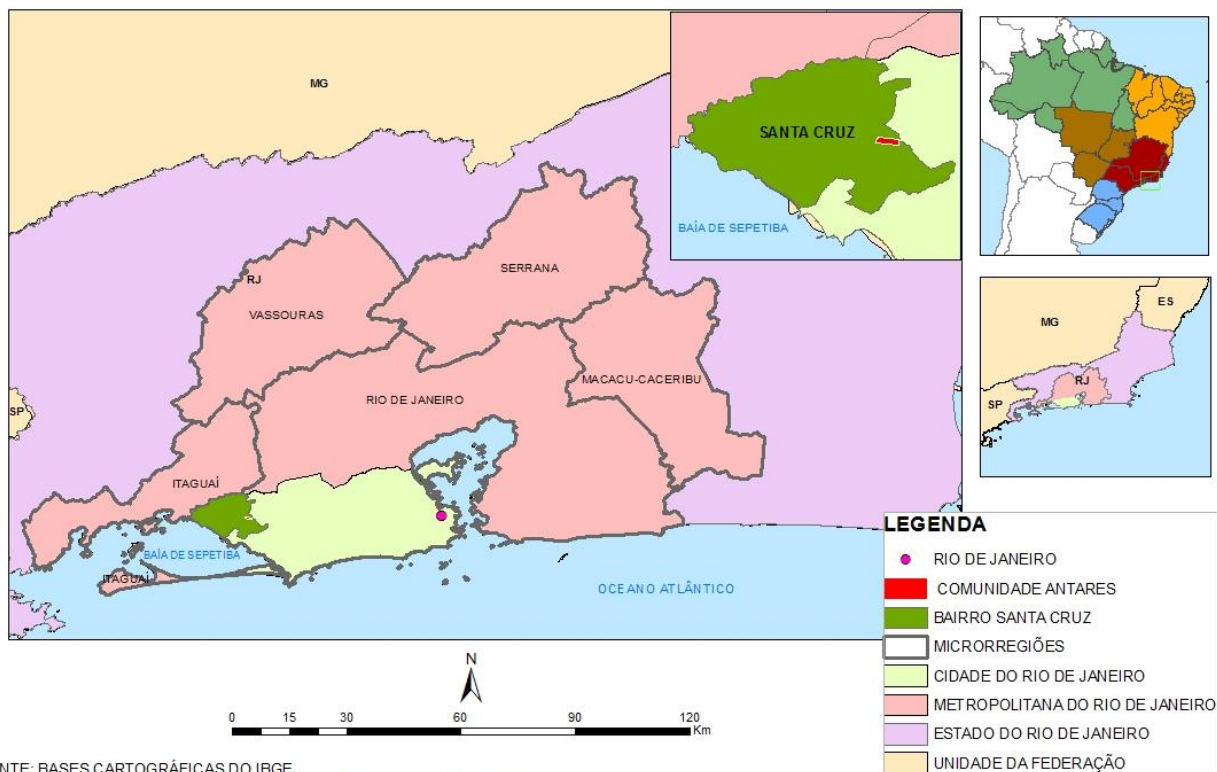 MG
SANTA CRUZ
BAÍA DE SEPETIBA
SERRANA
RJ
VASSOURAS
MACACU-CACERIBU
RIO DE JANEIRO
SP
ITAGUAÍ
BAÍA DE SEPETIBA
ITAGUAÍ
OCEANO ATLÂNTICO
ES
MG
RJ
SP
LEGENDA
RIO DE JANEIRO
COMUNIDADE ANTARES
BAIRRO SANTA CRUZ
MICRORREGIÕES
CIDADE DO RIO DE JANEIRO
METROPOLITANA DO RIO DE JANEIRO
ESTADO DO RIO DE JANEIRO
UNIDADE DA FEDERAÇÃO
N
0 15 30 60 90 120
Km
NTE: BASES CARTOGRÁFICAS DO IBGE